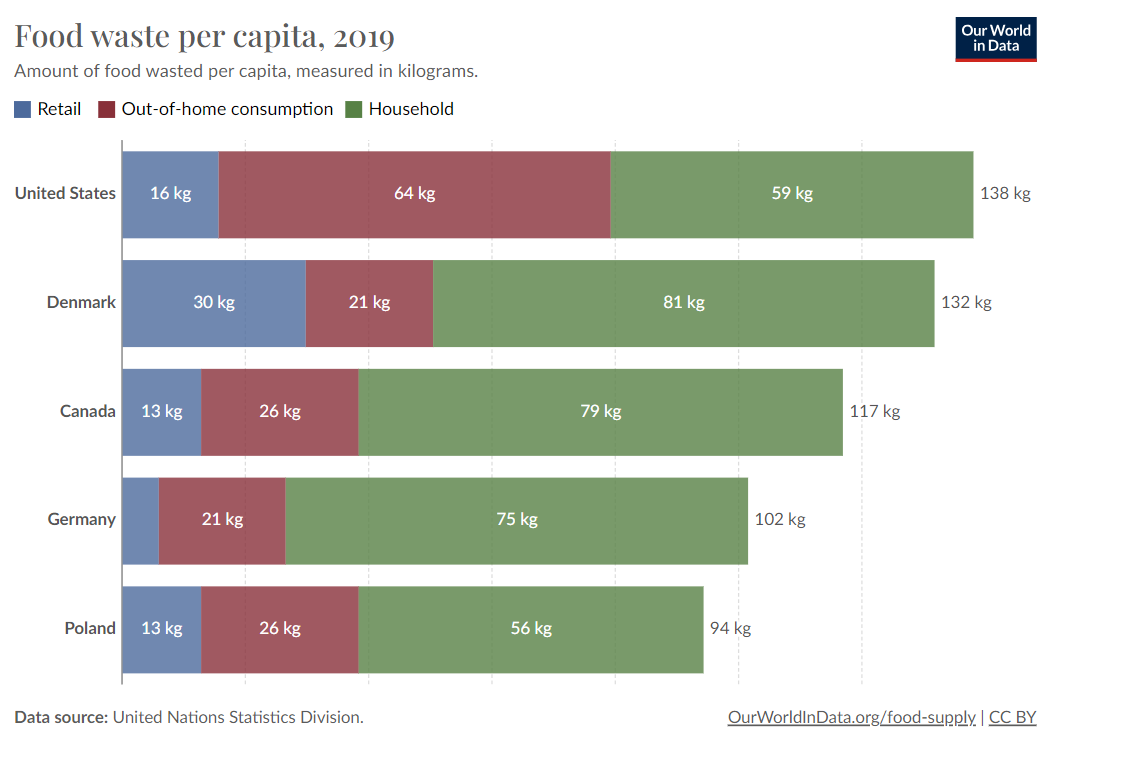 Food waste per capita, 2019
Our World
in Data
Amount of food wasted per capita, measured in kilograms.
Retail Out-of-home consumption Household
United States 16 kg 64 kg 59 kg 138 kg
Denmark 30 kg 21 kg 81 kg 132 kg
Canada 13 kg 26 kg 79 kg 117 kg
Germany 21 kg 75 kg 102 kg
Poland 13 kg 26 kg 56 kg 94 kg
Data source: United Nations Statistics Division. OurWorldInData.org/food-supply | CC BY